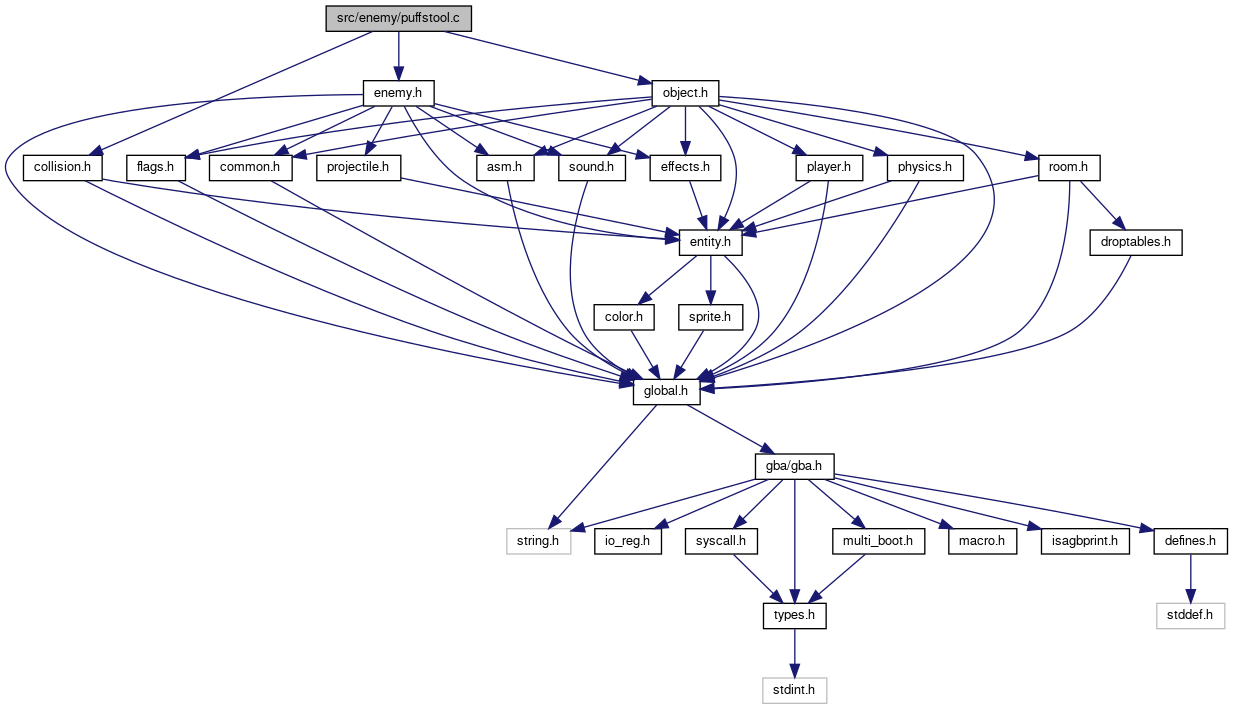 src/enemy/puffstool.c
enemy.h
object.h
collision.h
flags.h
common.h
projectile.h
asm.h
sound.h
effects.h
player.h
physics.h
room.h
entity.h
droptables.h
color.h
sprite.h
global.h
gba/gba.h
string.h
io_reg.h
syscall.h
multi_boot.h
macro.h
isagbprint.h
defines.h
types.h
stddef.h
stdint.h